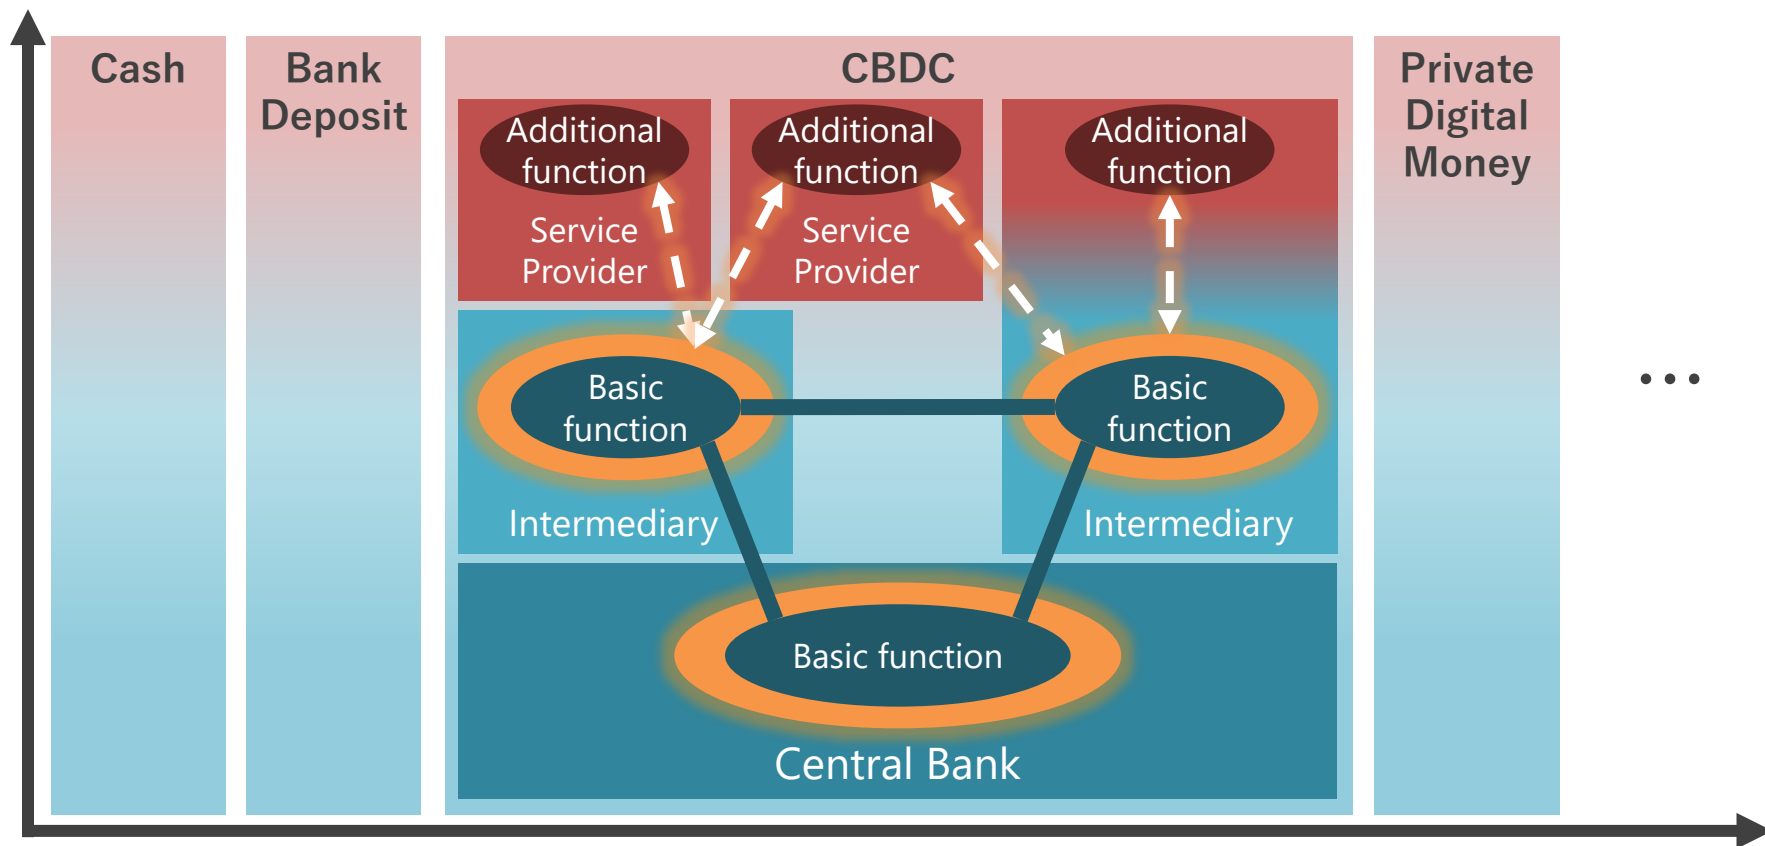 Cash
Bank
Deposit
CBDC
Private
Digital
Money
Additional
function
Service
Provider
Additional
function
Service
Provider
Additional
function
Basic
function
Intermediary
Basic
function
Intermediary
...
Basic function
Central Bank